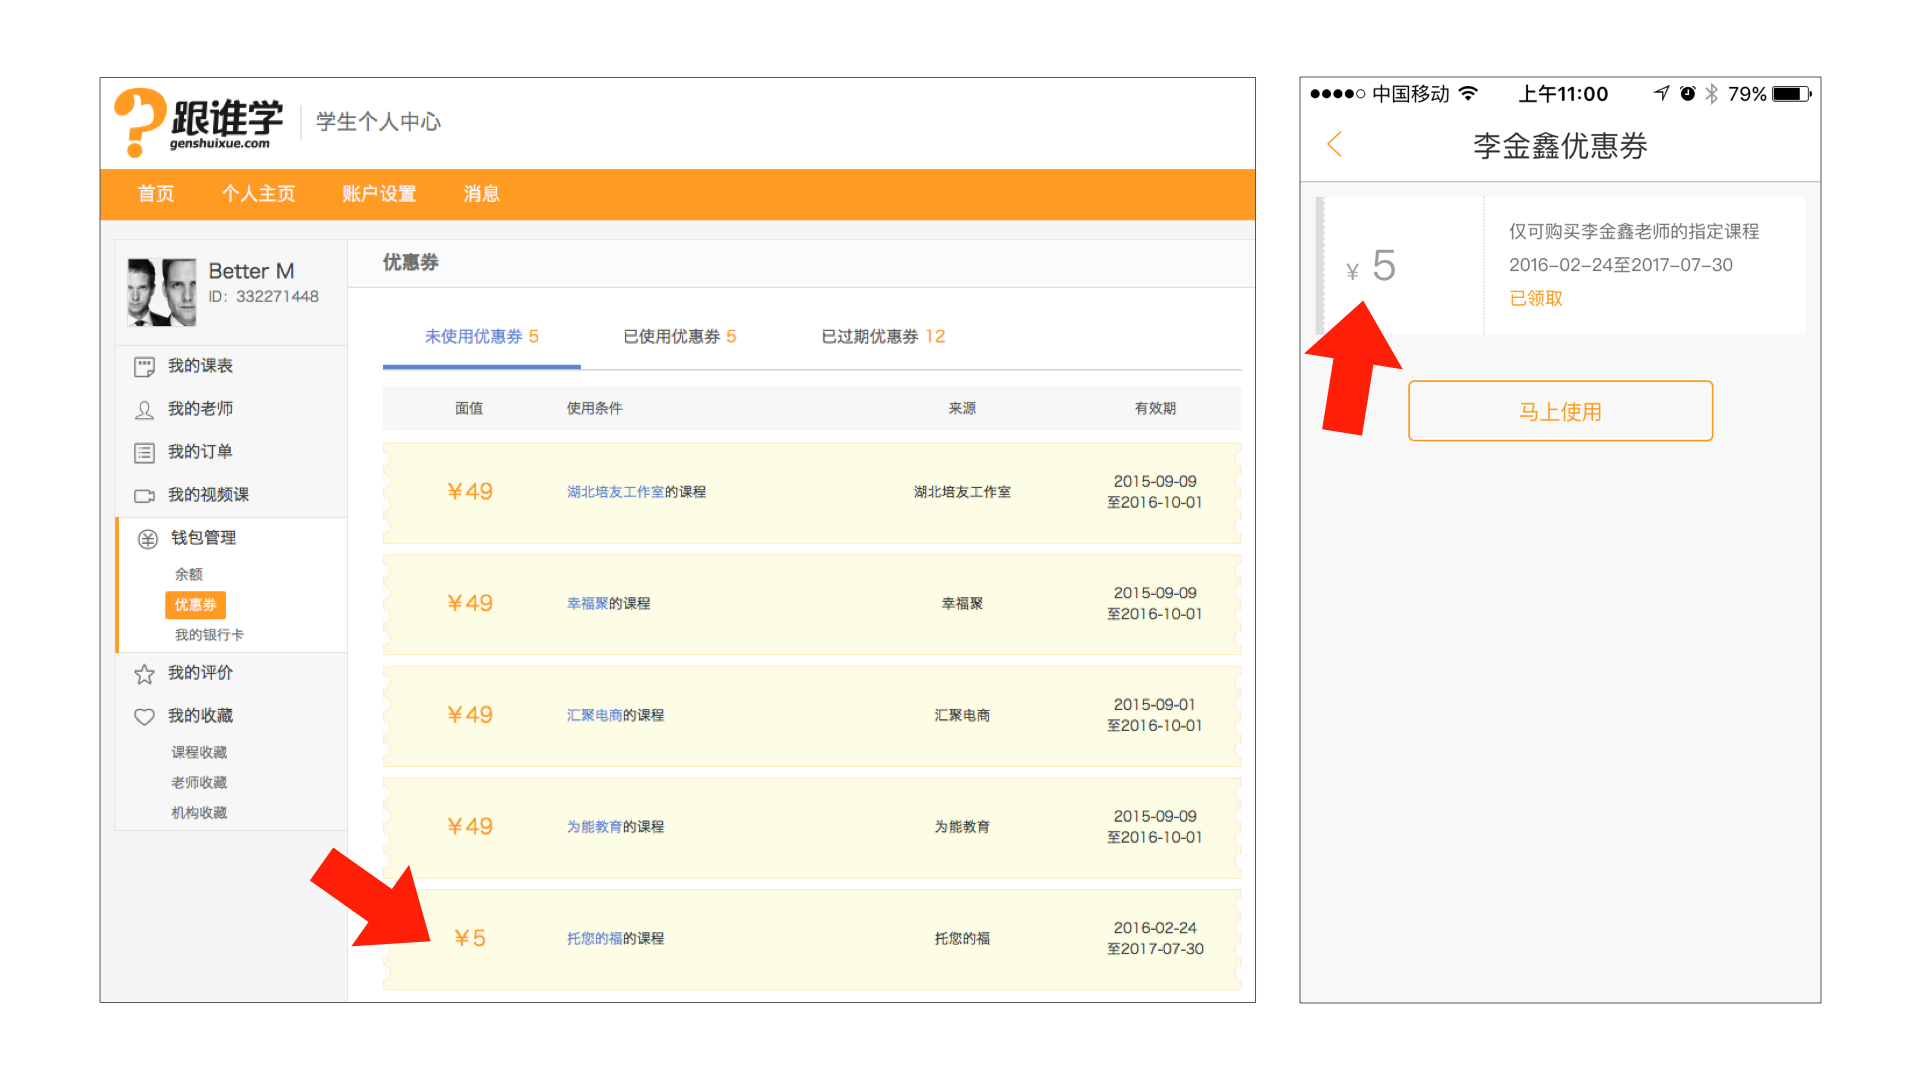 跟谁学
genshuixue.com
学生个人中心
首页 个人主页 账户设置 消息
Better M
ID: 332271448
我的课表
我的老师
我的订单
我的视频课
钱包管理
余额
优惠券
我的银行卡
我的评价
我的收藏
课程收藏
老师收藏
机构收藏
优惠券
未使用优惠券 5 已使用优惠券 5 已过期优惠券 12
面值 使用条件 来源 有效期
¥49 湖北培友工作室的课程 湖北培友工作室 2015-09-09
至2016-10-01
¥49 幸福聚的课程 幸福聚 2015-09-09
至2016-10-01
¥49 汇聚电商的课程 汇聚电商 2015-09-01
至2016-10-01
¥49 为能教育的课程 为能教育 2015-09-09
至2016-10-01
¥5 托您的福的课程 托您的福 2016-02-24
至2017-07-30
中国移动 上午11:00 79%
李金鑫优惠券
¥ 5
仅可购买李金鑫老师的指定课程
2016-02-24至2017-07-30
已领取
马上使用